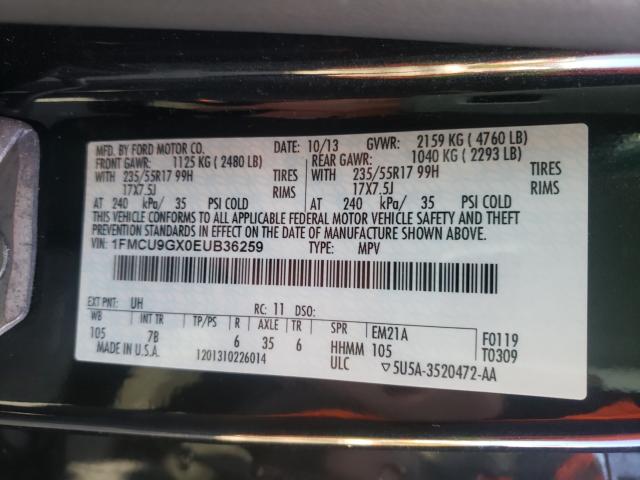 MFD. BY FORD MOTOR CO. DATE: 10/13 GVWR: 2159 KG ( 4760 LB)
FRONT GAWR: 1125 KG ( 2480 LB) REAR GAWR: 1040 KG ( 2293 LB)
WITH 235/55R17 99H TIRES WITH 235/55R17 99H TIRES
17X7.5J RIMS 17X7.5J RIMS
AT 240 kPa/ 35 PSI COLD AT 240 kPa/ 35 PSI COLD
THIS VEHICLE CONFORMS TO ALL APPLICABLE FEDERAL MOTOR VEHICLE SAFETY AND THEFT
PREVENTION STANDARDS IN EFFECT ON THE DATE OF MANUFACTURE SHOWN ABOVE.
VIN: 1FMCU9GX0EUB36259 TYPE: MPV
EXT PNT: UH RC: 11 DSO:
WB INT TR TP/PS R AXLE TR SPR EM21A F0119
105 7B 6 35 6 HHMM 105 T0309
MADE IN U.S.A. 1201310226014 ULC ▽5U5A-3520472-AA